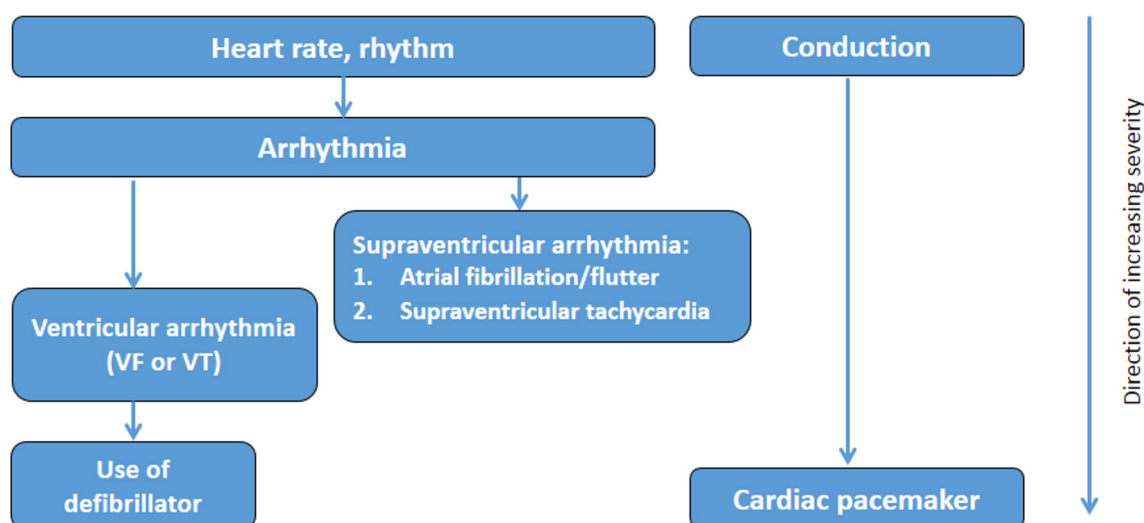 Heart rate, rhythm
Conduction
Arrhythmia
Supraventricular arrhythmia:
1. Atrial fibrillation/flutter
2. Supraventricular tachycardia
Ventricular arrhythmia
(VF or VT)
Use of
defibrillator
Cardiac pacemaker
Direction of increasing severity